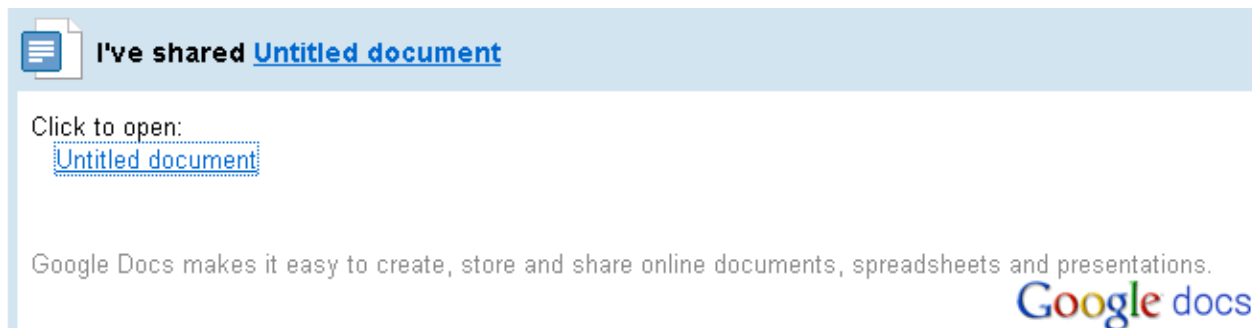 I've shared Untitled document
Click to open:
Untitled document
Google Docs makes it easy to create, store and share online documents, spreadsheets and presentations.
Google docs